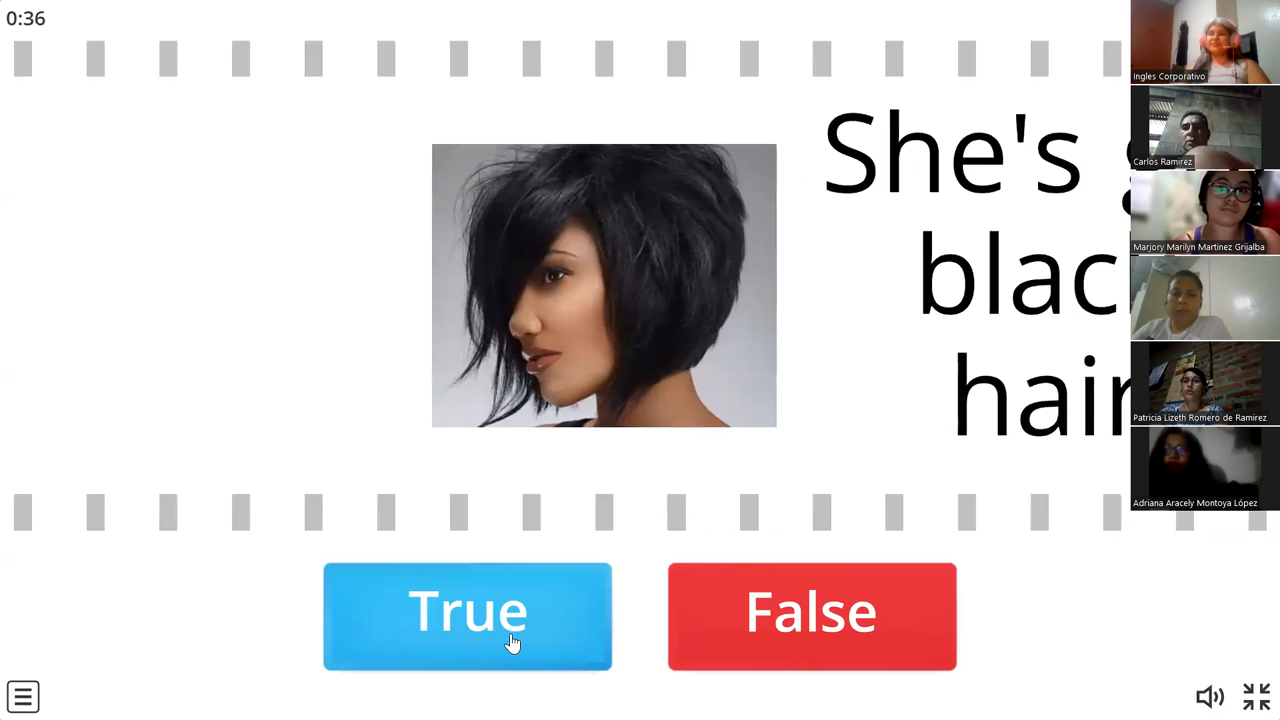 0:36
She's
hair
True
False
Ingles Corporativo
Carlos Ramirez
Marjory Marilyn Martinez Grijalba
Patricia Lizeth Romero de Ramirez
Adriana Aracely Montoya López